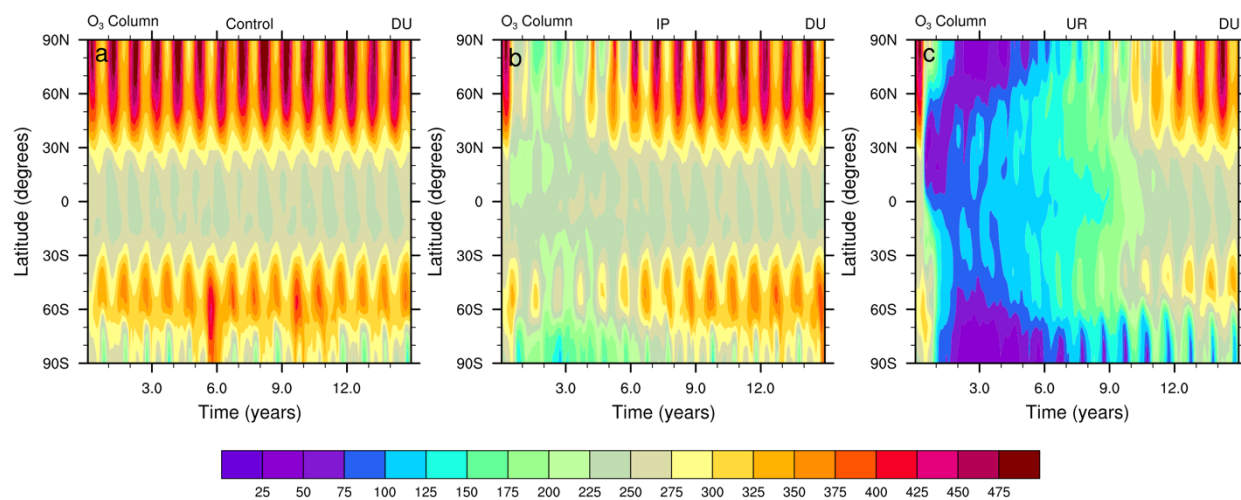 O₃ Column Control DU
a
90N
60N
30N
0
30S
60S
90S
Latitude (degrees)
3.0 6.0 9.0 12.0
Time (years)
O₃ Column IP DU
b
90N
60N
30N
0
30S
60S
90S
Latitude (degrees)
3.0 6.0 9.0 12.0
Time (years)
O₃ Column UR DU
c
90N
60N
30N
0
30S
60S
90S
Latitude (degrees)
3.0 6.0 9.0 12.0
Time (years)
25 50 75 100 125 150 175 200 225 250 275 300 325 350 375 400 425 450 475